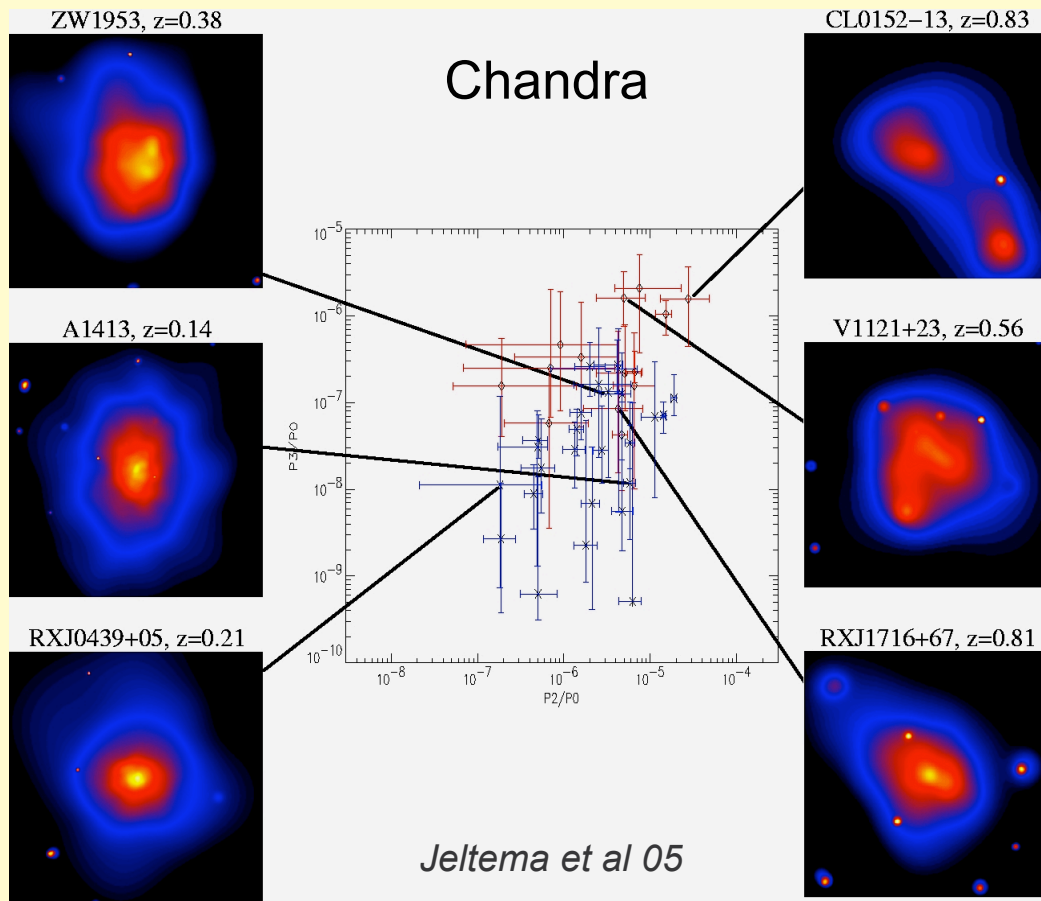 ZW1953, z=0.38
CL0152−13, z=0.83
Chandra
A1413, z=0.14
V1121+23, z=0.56
RXJ0439+05, z=0.21
RXJ1716+67, z=0.81
10⁻⁵
10⁻⁶
10⁻⁷
10⁻⁸
10⁻⁹
10⁻¹⁰
P3/P0
10⁻⁸ 10⁻⁷ 10⁻⁶ 10⁻⁵ 10⁻⁴
P2/P0
Jeltema et al 05